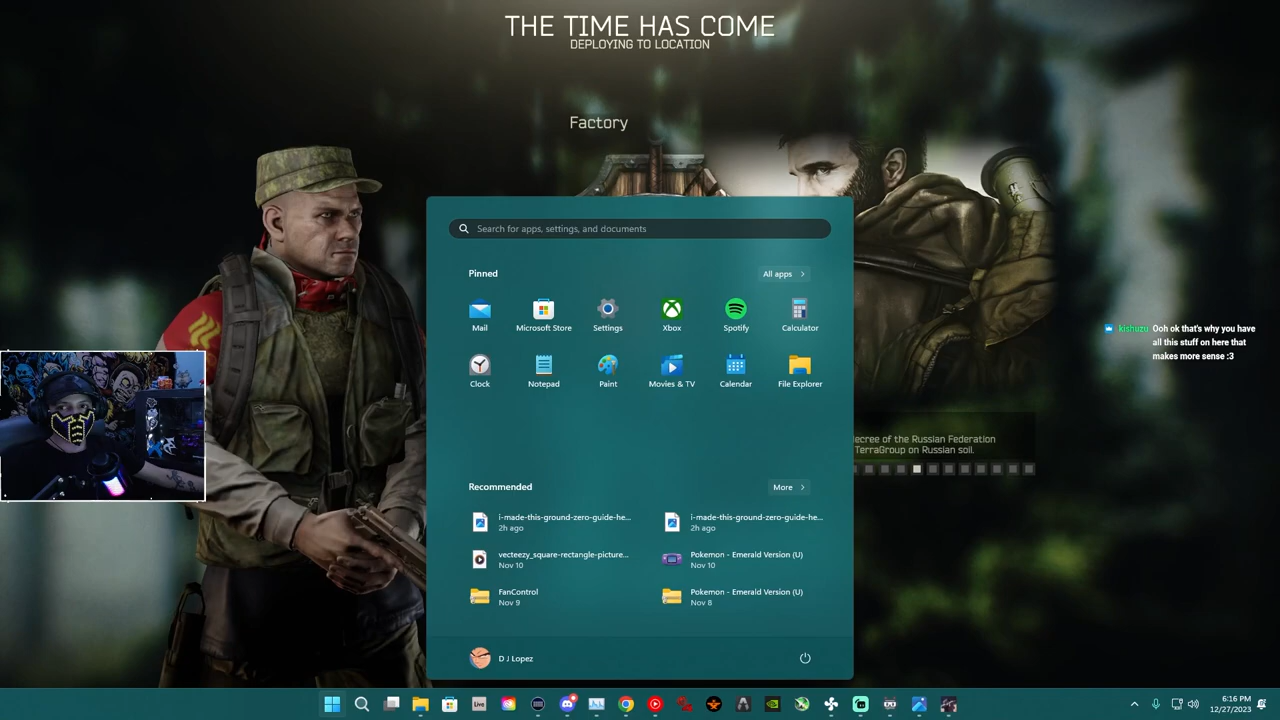 THE TIME HAS COME
DEPLOYING TO LOCATION
Factory
Search for apps, settings, and documents
Pinned
All apps
Mail
Microsoft Store
Settings
Xbox
Spotify
Calculator
Clock
Notepad
Paint
Movies & TV
Calendar
File Explorer
kishuzu Ooh ok that's why you have
all this stuff on here that
makes more sense :3
ecree of the Russian Federation
TerraGroup on Russian soil.
Recommended
More
i-made-this-ground-zero-guide-he...
2h ago
i-made-this-ground-zero-guide-he...
2h ago
vecteezy_square-rectangle-picture...
Nov 10
Pokemon - Emerald Version (U)
Nov 10
FanControl
Nov 9
Pokemon - Emerald Version (U)
Nov 8
D J Lopez
Live
6:16 PM
12/27/2023